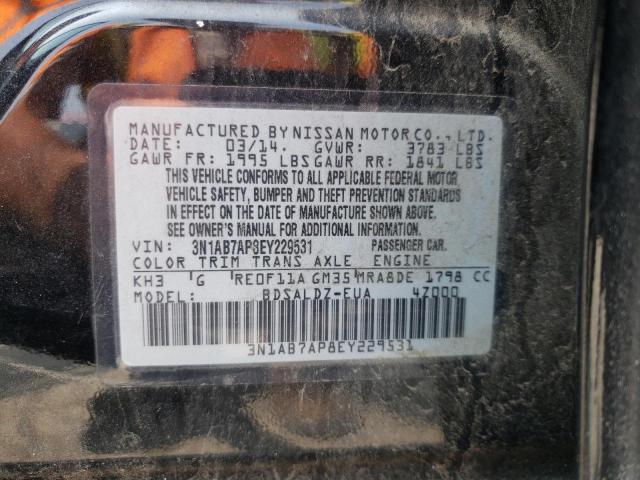 MANUFACTURED BY NISSAN MOTOR CO., LTD.
DATE: 03/14. GVWR: 3783 LBS
GAWR FR: 1995 LBS GAWR RR: 1841 LBS
THIS VEHICLE CONFORMS TO ALL APPLICABLE FEDERAL MOTOR
VEHICLE SAFETY, BUMPER AND THEFT PREVENTION STANDARDS
IN EFFECT ON THE DATE OF MANUFACTURE SHOWN ABOVE.
SEE OWNER'S MANUAL FOR ADDITIONAL INFORMATION.
VIN: 3N1AB7AP8EY229531 PASSENGER CAR.
COLOR TRIM TRANS AXLE ENGINE
KH3 G RE0F11A GM35 MRA8DE 1798 CC
MODEL: BDSALDZ-EUA 4Z000
3N1AB7AP8EY229531